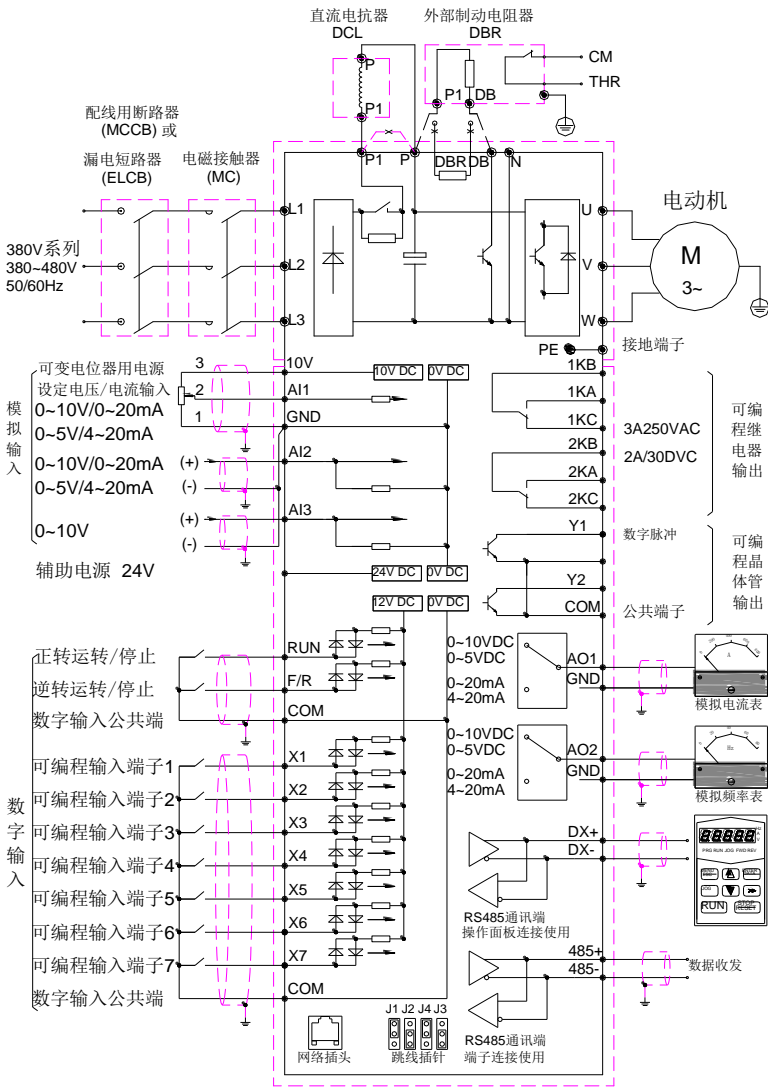 直流电抗器
DCL
外部制动电阻器
DBR
P
P1
P1 DB
CM
THR
配线用断路器
(MCCB) 或
漏电短路器
(ELCB)
电磁接触器
(MC)
P1 P DBR DB N
380V系列
380~480V
50/60Hz
L1
L2
L3
U
V
W
电动机
M
3~
PE
接地端子
模拟输入
可变电位器用电源
设定电压/电流输入
0~10V/0~20mA
0~5V/4~20mA
3
2
1
10V
AI1
GND
10V DC 0V DC
0~10V/0~20mA
0~5V/4~20mA
(+)
(-)
AI2
0~10V
(+)
(-)
AI3
辅助电源 24V
24V DC 0V DC
12V DC 0V DC
1KB
1KA
1KC
2KB
2KA
2KC
3A250VAC
2A/30DVC
可编程继电器输出
Y1
数字脉冲
Y2
COM
公共端子
可编程晶体管输出
数字输入
正转运转/停止
RUN
逆转运转/停止
F/R
数字输入公共端
COM
可编程输入端子1
X1
可编程输入端子2
X2
可编程输入端子3
X3
可编程输入端子4
X4
可编程输入端子5
X5
可编程输入端子6
X6
可编程输入端子7
X7
数字输入公共端
COM
0~10VDC
0~5VDC
0~20mA
4~20mA
AO1
GND
A
模拟电流表
0~10VDC
0~5VDC
0~20mA
4~20mA
AO2
GND
Hz
模拟频率表
DX+
DX-
RS485通讯端
操作面板连接使用
88888
PRG RUN JOG FWD REV
JOG
RUN
STOP
RESET
485+
485-
数据收发
RS485通讯端
端子连接使用
网络插头
J1 J2 J4 J3
跳线插针